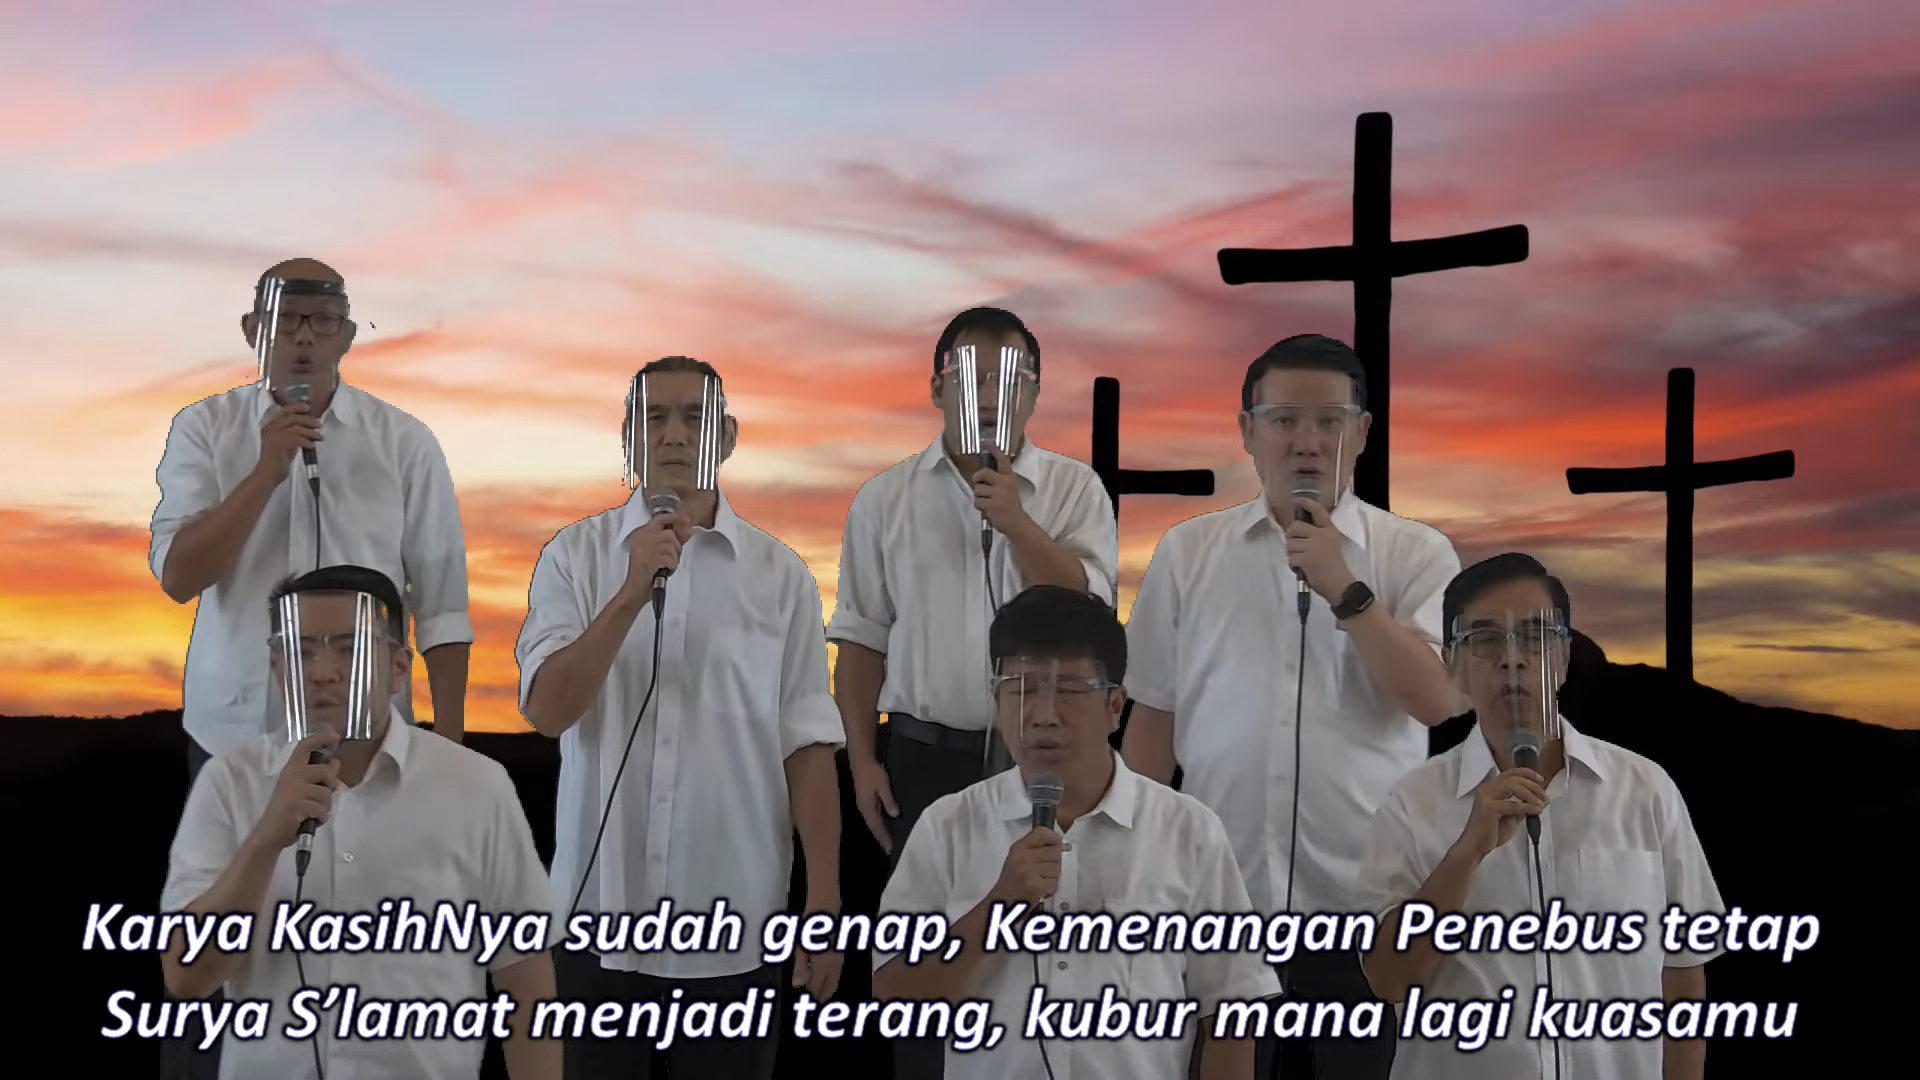 Karya KasihNya sudah genap, Kemenangan Penebus tetap
Surya S’lamat menjadi terang, kubur mana lagi kuasamu